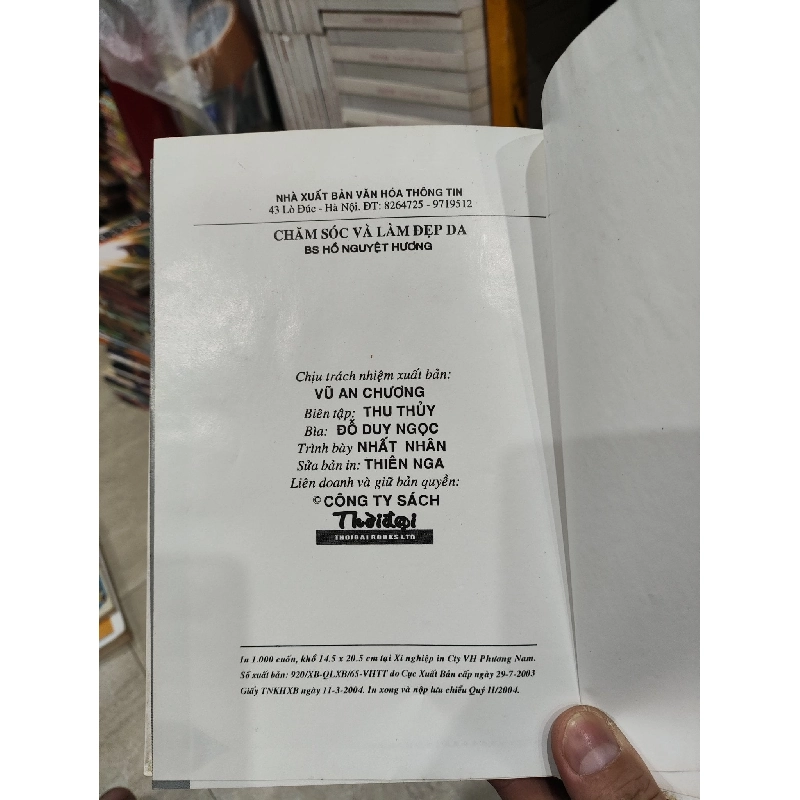 NHÀ XUẤT BẢN VĂN HÓA THÔNG TIN
43 Lò Đúc - Hà Nội. ĐT: 8264725 - 9719512
CHĂM SÓC VÀ LÀM ĐẸP DA
BS HỒ NGUYỆT HƯƠNG
Chịu trách nhiệm xuất bản:
VŨ AN CHƯƠNG
Biên tập: THU THỦY
Bìa: ĐỖ DUY NGỌC
Trình bày NHẤT NHÂN
Sửa bản in: THIÊN NGA
Liên doanh và giữ bản quyền:
© CÔNG TY SÁCH
Thời đại
THOIDAI BOOKS LTD
In 1.000 cuốn, khổ 14.5 x 20.5 cm tại Xí nghiệp in Cty VH Phương Nam.
Số xuất bản: 920/XB-QLXB/65-VHTT do Cục Xuất Bản cấp ngày 29-7-2003
Giấy TNKHXB ngày 11-3-2004. In xong và nộp lưu chiểu Quý II/2004.